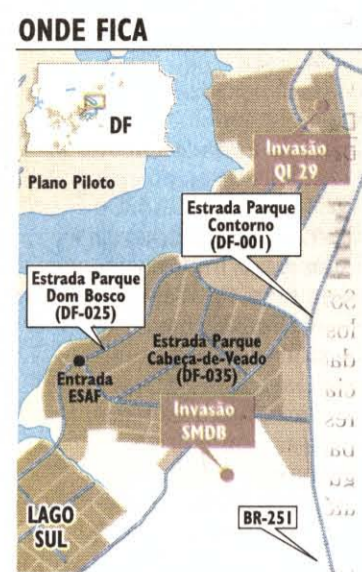 ONDE FICA
DF
Plano Piloto
Invasão
QI 29
Estrada Parque
Contorno
(DF-001)
Estrada Parque
Dom Bosco
(DF-025)
Estrada Parque
Cabeça-de-Veado
(DF-035)
Entrada
ESAF
Invasão
SMDB
LAGO
SUL
BR-251